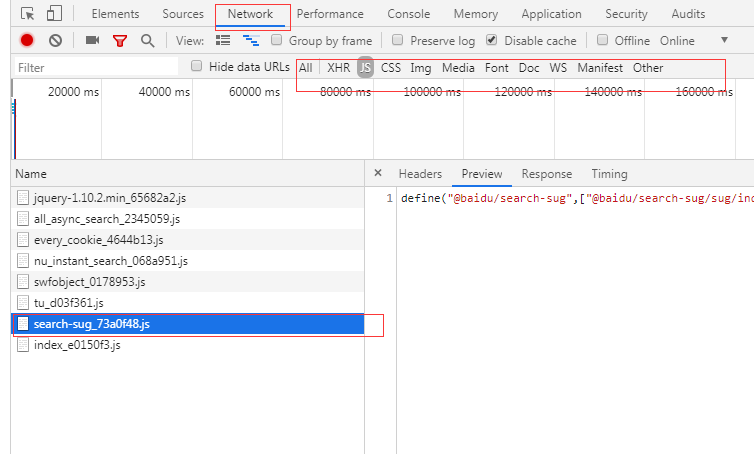 Elements Sources Network Performance Console Memory Application Security Audits
View: Group by frame Preserve log Disable cache Offline Online
Filter Hide data URLs All XHR JS CSS Img Media Font Doc WS Manifest Other
20000 ms 40000 ms 60000 ms 80000 ms 100000 ms 120000 ms 140000 ms 160000 ms
Name × Headers Preview Response Timing
jquery-1.10.2.min_65682a2.js 1 define("@baidu/search-sug",["@baidu/search-sug/sug/inc
all_async_search_2345059.js
every_cookie_4644b13.js
nu_instant_search_068a951.js
swfobject_0178953.js
tu_d03f361.js
search-sug_73a0f48.js
index_e0150f3.js